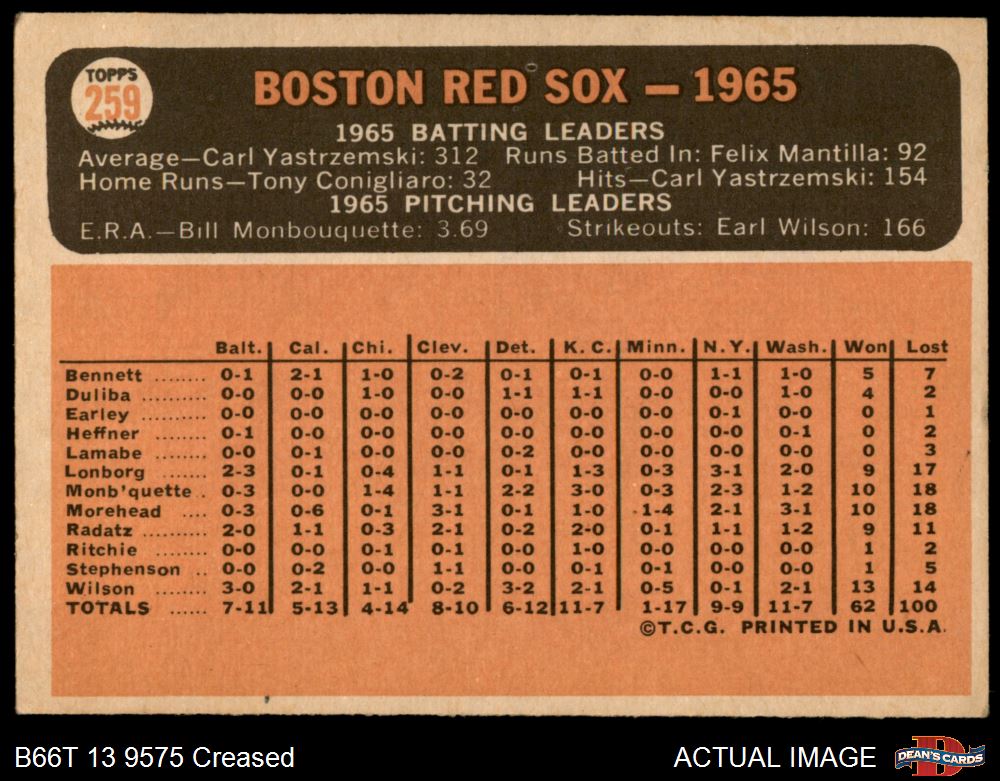 TOPPS
259
BOSTON RED SOX — 1965
1965 BATTING LEADERS
Average—Carl Yastrzemski: 312 Runs Batted In: Felix Mantilla: 92
Home Runs—Tony Conigliaro: 32 Hits—Carl Yastrzemski: 154
1965 PITCHING LEADERS
E.R.A.—Bill Monbouquette: 3.69 Strikeouts: Earl Wilson: 166
Balt. Cal. Chi. Clev. Det. K. C. Minn. N.Y. Wash. Won Lost
Bennett ........ 0-1 2-1 1-0 0-2 0-1 0-1 0-0 1-1 1-0 5 7
Duliba .......... 0-0 0-0 1-0 0-0 1-1 1-1 0-0 0-0 1-0 4 2
Earley .......... 0-0 0-0 0-0 0-0 0-0 0-0 0-0 0-1 0-0 0 1
Heffner ........ 0-1 0-0 0-0 0-0 0-0 0-0 0-0 0-0 0-1 0 2
Lamabe ........ 0-0 0-1 0-0 0-0 0-2 0-0 0-0 0-0 0-0 0 3
Lonborg ....... 2-3 0-1 0-4 1-1 0-1 1-3 0-3 3-1 2-0 9 17
Monb'quette .. 0-3 0-0 1-4 1-1 2-2 3-0 0-3 2-3 1-2 10 18
Morehead .... 0-3 0-6 0-1 3-1 0-1 1-0 1-4 2-1 3-1 10 18
Radatz .......... 2-0 1-1 0-3 2-1 0-2 2-0 0-1 1-1 1-2 9 11
Ritchie .......... 0-0 0-0 0-1 0-1 0-0 1-0 0-0 0-0 0-0 1 2
Stephenson .. 0-0 0-2 0-0 1-1 0-0 0-1 0-1 0-0 0-0 1 5
Wilson .......... 3-0 2-1 1-1 0-2 3-2 2-1 0-5 0-1 2-1 13 14
TOTALS ...... 7-11 5-13 4-14 8-10 6-12 11-7 1-17 9-9 11-7 62 100
©T.C.G. PRINTED IN U.S.A.
B66T 13 9575 Creased ACTUAL IMAGE
D
DEAN'S CARDS